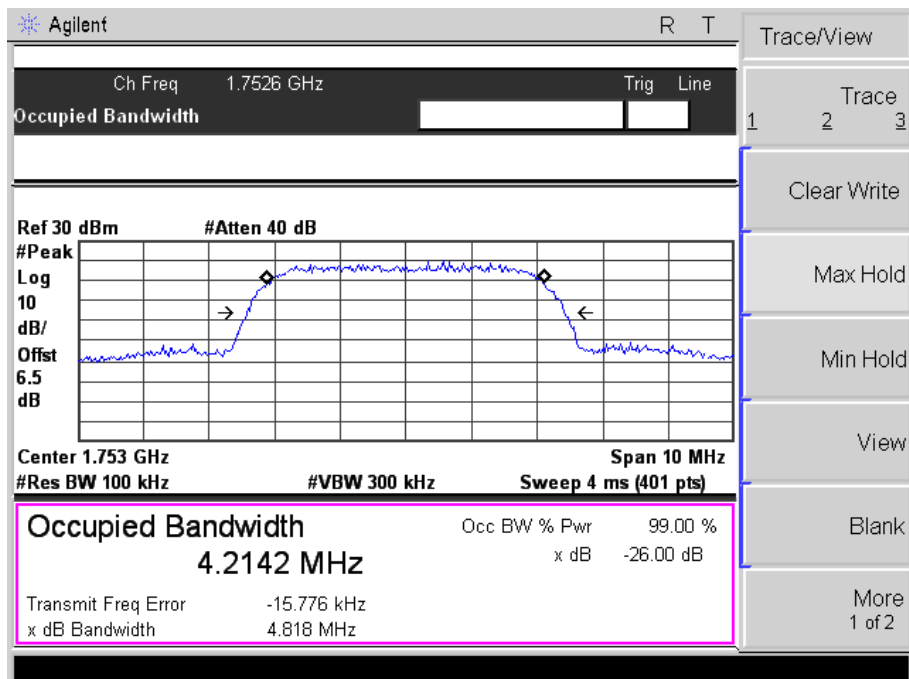 Agilent R T
Trace/View
Ch Freq 1.7526 GHz Trig Line
Occupied Bandwidth
Trace
1 2 3
Clear Write
Ref 30 dBm #Atten 40 dB
#Peak
Log
10
dB/
Offst
6.5
dB
Max Hold
Min Hold
View
Center 1.753 GHz Span 10 MHz
#Res BW 100 kHz #VBW 300 kHz Sweep 4 ms (401 pts)
Occupied Bandwidth Occ BW % Pwr 99.00 %
4.2142 MHz x dB -26.00 dB
Blank
Transmit Freq Error -15.776 kHz
x dB Bandwidth 4.818 MHz
More
1 of 2